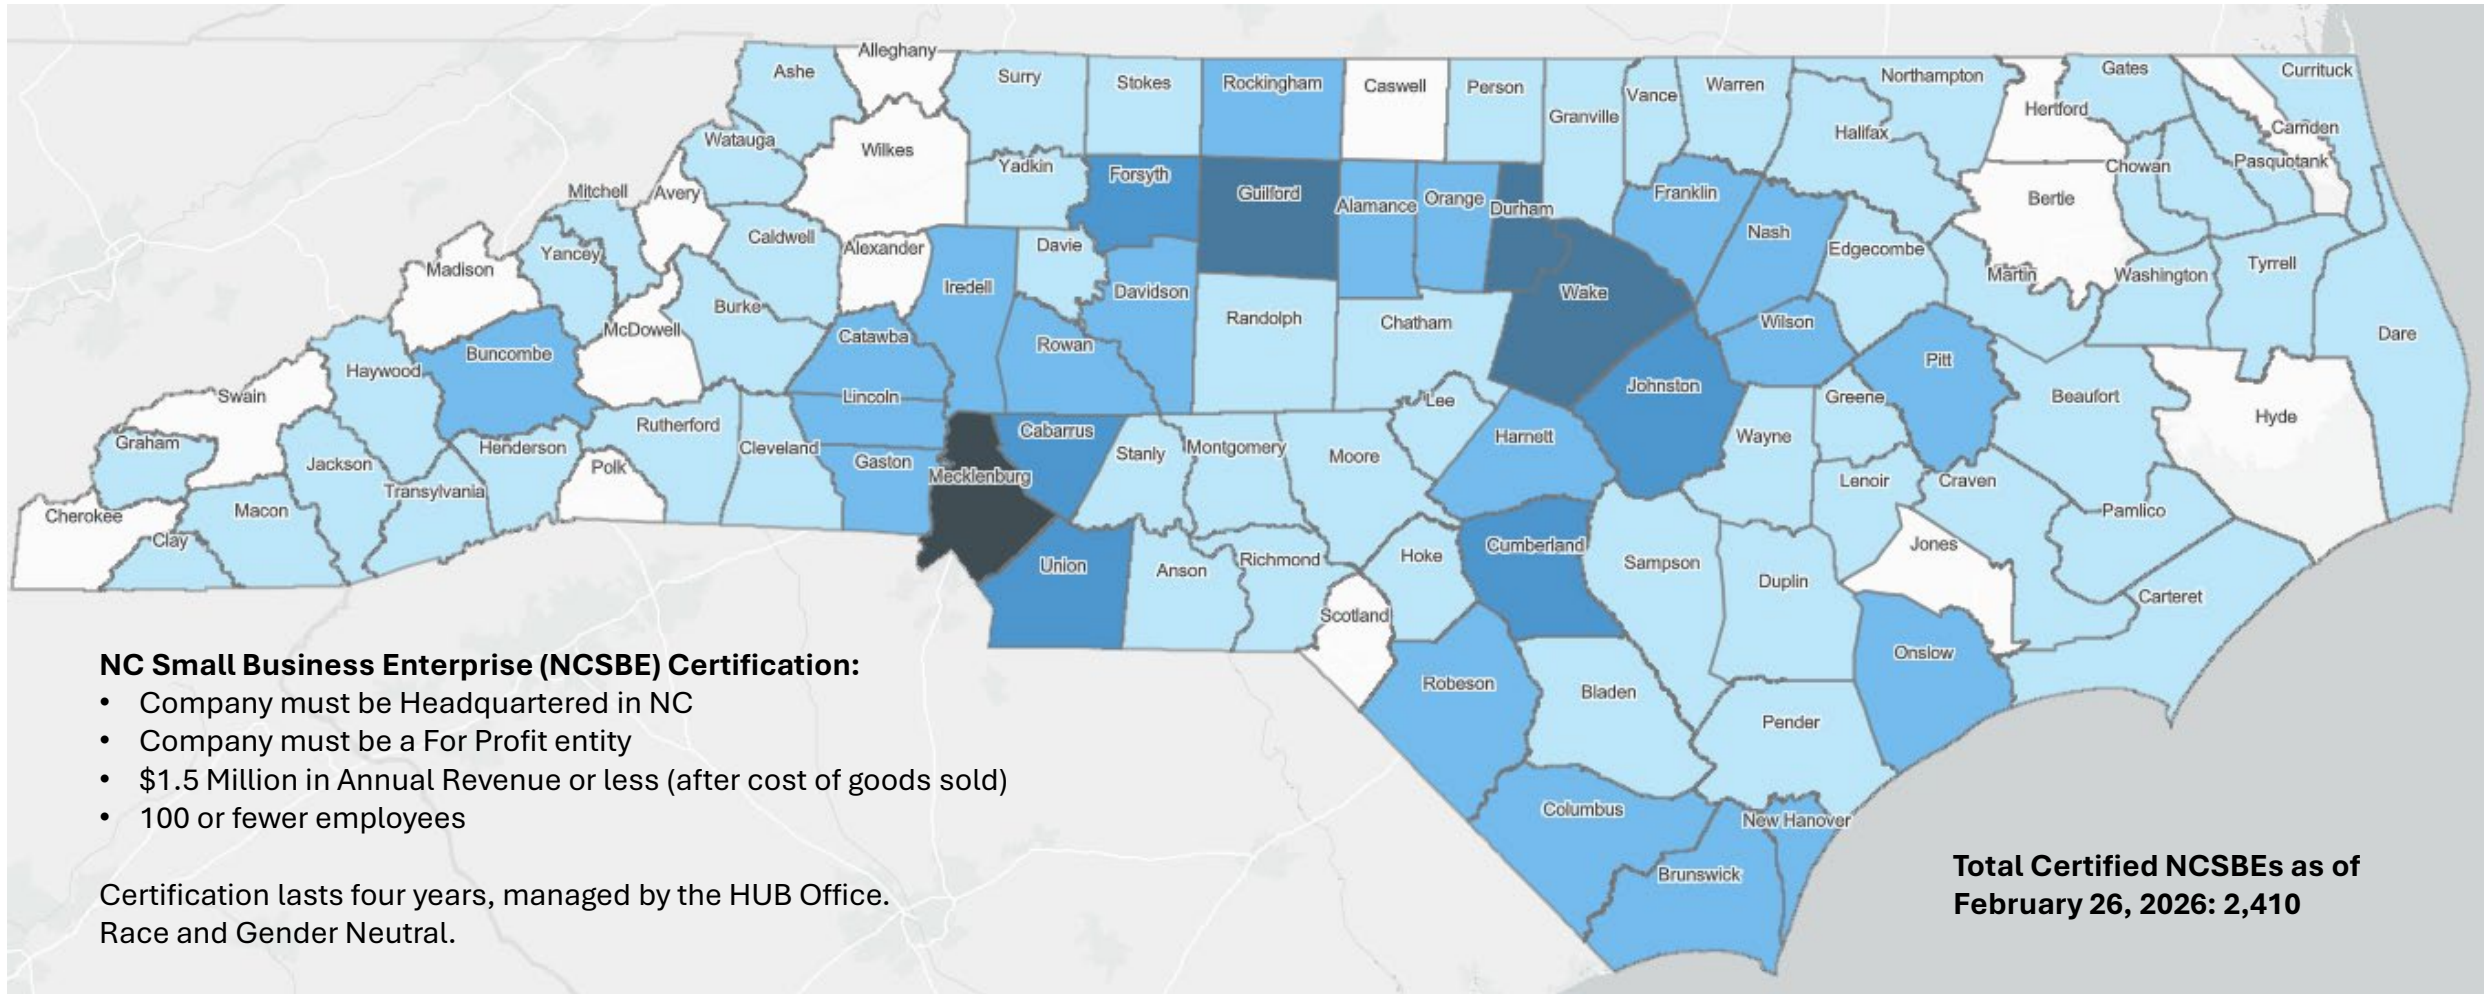 Alleghany
Ashe
Surry
Stokes
Rockingham
Caswell
Person
Granville
Vance
Warren
Northampton
Gates
Currituck
Hertford
Halifax
Camden
Watauga
Wilkes
Yadkin
Forsyth
Guilford
Alamance
Orange
Durham
Franklin
Chowan
Pasquotank
Mitchell
Avery
Bertie
Caldwell
Alexander
Davie
Nash
Edgecombe
Yancey
Madison
Iredell
Davidson
Wake
Martin
Washington
Tyrrell
Burke
McDowell
Catawba
Rowan
Randolph
Chatham
Wilson
Dare
Buncombe
Haywood
Pitt
Johnston
Swain
Lincoln
Lee
Greene
Beaufort
Hyde
Graham
Rutherford
Cabarrus
Harnett
Wayne
Henderson
Cleveland
Stanly
Montgomery
Moore
Jackson
Polk
Gaston
Mecklenburg
Lenoir
Craven
Transylvania
Cherokee
Macon
Pamlico
Clay
Union
Anson
Richmond
Hoke
Cumberland
Sampson
Duplin
Jones
Carteret
Scotland
Onslow
Robeson
Bladen
Pender
Columbus
New Hanover
Brunswick
NC Small Business Enterprise (NCSBE) Certification:
• Company must be Headquartered in NC
• Company must be a For Profit entity
• $1.5 Million in Annual Revenue or less (after cost of goods sold)
• 100 or fewer employees
Certification lasts four years, managed by the HUB Office.
Race and Gender Neutral.
Total Certified NCSBEs as of
February 26, 2026: 2,410